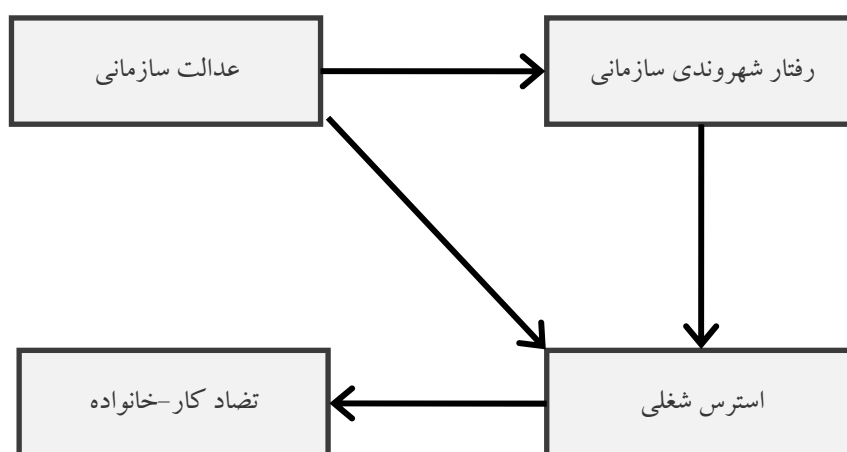 رفتار شهروندی سازمانی
عدالت سازمانی
استرس شغلی
تضاد کار-خانواده